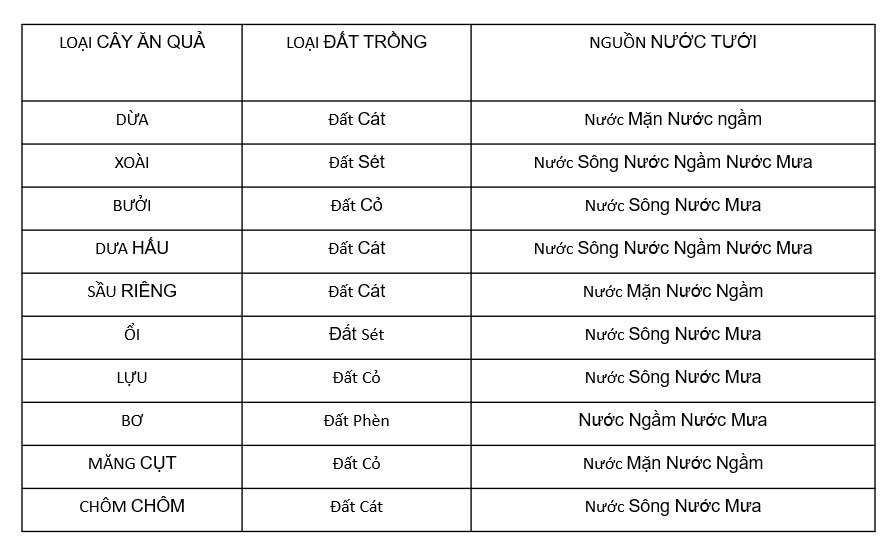 LOẠI CÂY ĂN QUẢ LOẠI ĐẤT TRỒNG NGUỒN NƯỚC TƯỚI
DỪA Đất Cát Nước Mặn Nước ngầm
XOÀI Đất Sét Nước Sông Nước Ngầm Nước Mưa
BƯỞI Đất Cỏ Nước Sông Nước Mưa
DƯA HẤU Đất Cát Nước Sông Nước Ngầm Nước Mưa
SẦU RIÊNG Đất Cát Nước Mặn Nước Ngầm
ỔI Đất Sét Nước Sông Nước Mưa
LỰU Đất Cỏ Nước Sông Nước Mưa
BƠ Đất Phèn Nước Ngầm Nước Mưa
MĂNG CỤT Đất Cỏ Nước Mặn Nước Ngầm
CHÔM CHÔM Đất Cát Nước Sông Nước Mưa